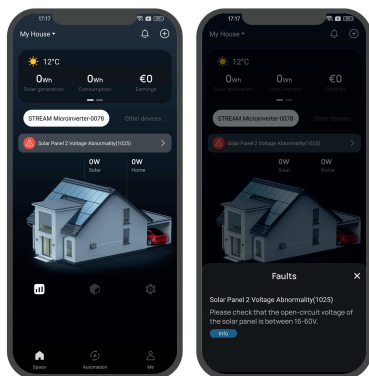 17:17
My House
12°C
0Wh
0Wh
€0
Solar generation
Consumption
Earnings
STREAM Microinverter-0078
Other devices
Solar Panel 2 Voltage Abnormality(1025)
0W
0W
Solar
Home
Space
Automation
Me
17:17
My House
12°C
0Wh
0Wh
€0
Solar generation
Consumption
Earnings
STREAM Microinverter-0078
Other devices
Solar Panel 2 Voltage Abnormality(1025)
0W
0W
Solar
Home
Faults
Solar Panel 2 Voltage Abnormality(1025)
Please check that the open-circuit voltage of
the solar panel is between 16-60V.
Info